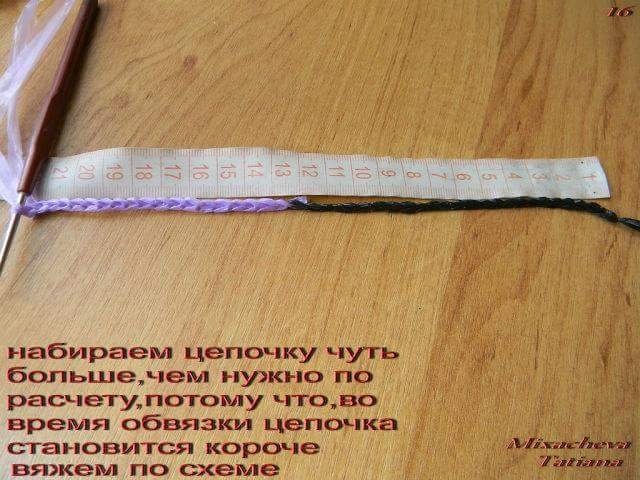 16
21 20 19 18 17 16 15 14 13 12 11 10 9 8 7 6 5 4 3 2 1
набираем цепочку чуть
больше,чем нужно по
расчету,потому что,во
время обвязки цепочка
становится короче
вяжем по схеме
Mixacheva
Tatiana